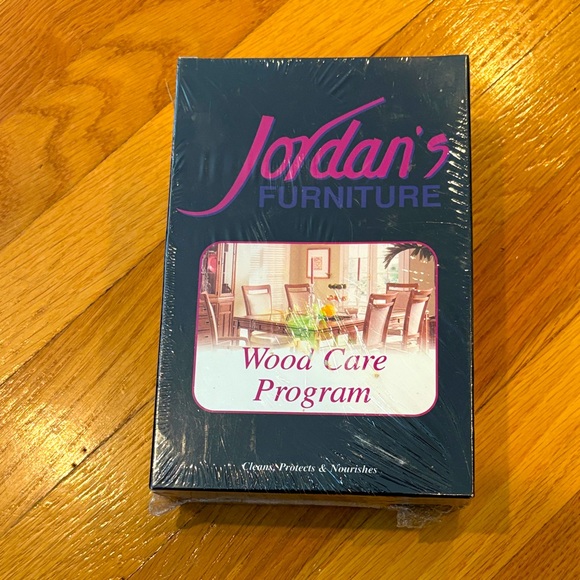 Jordan's
FURNITURE
Wood Care
Program
Cleans, Protects & Nourishes